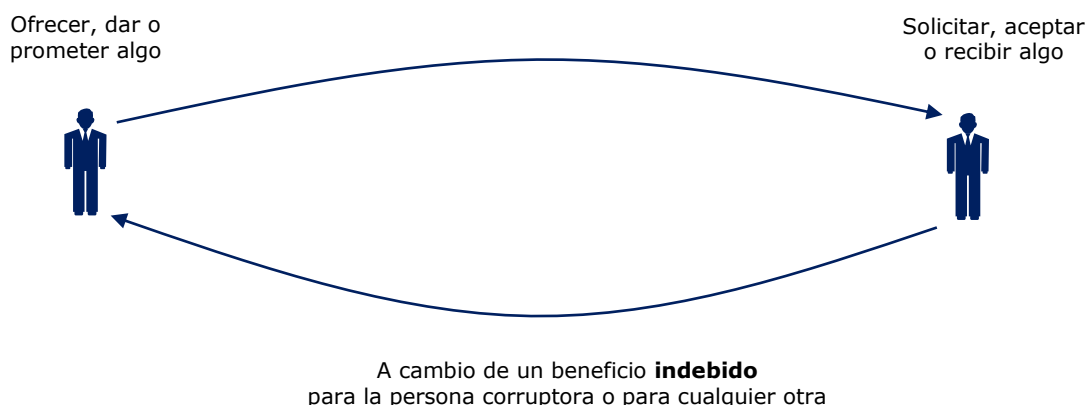 Ofrecer, dar o
prometer algo
Solicitar, aceptar
o recibir algo
A cambio de un beneficio indebido
para la persona corruptora o para cualquier otra